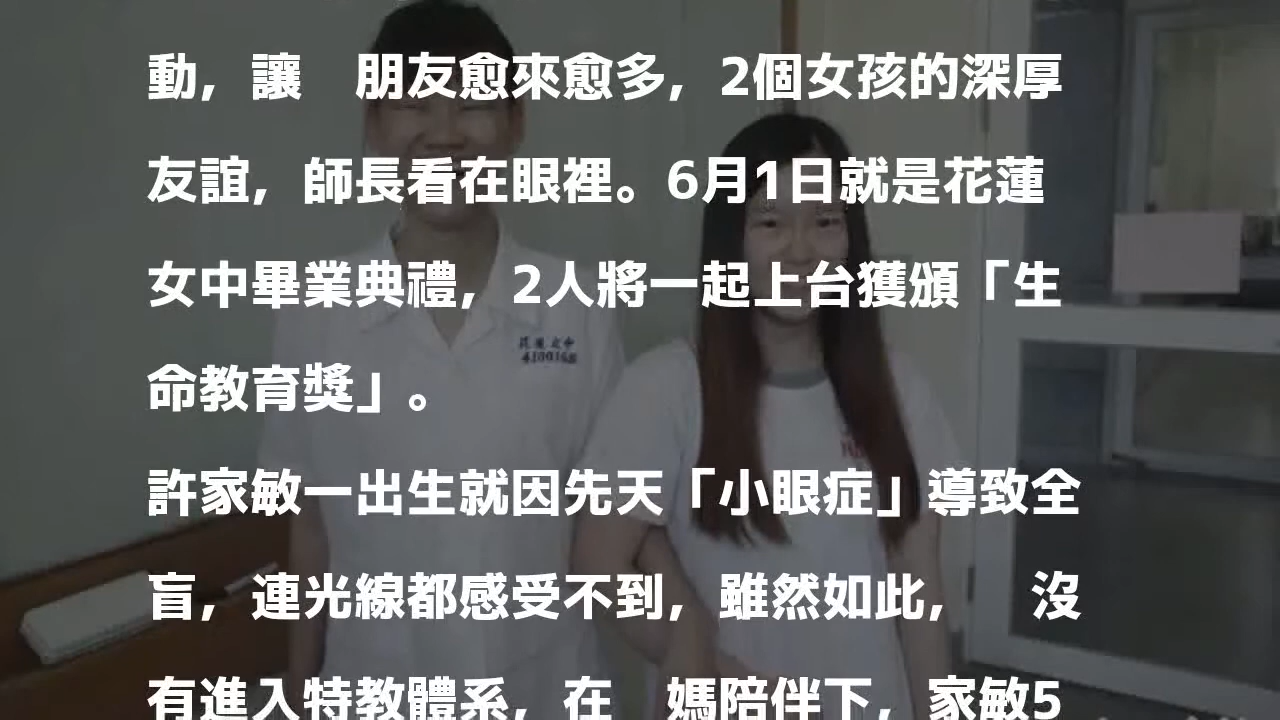 動，讓　朋友愈來愈多，2個女孩的深厚
友誼，師長看在眼裡。6月1日就是花蓮
女中畢業典禮，2人將一起上台獲頒「生
命教育獎」。
許家敏一出生就因先天「小眼症」導致全
盲，連光線都感受不到，雖然如此，　沒
有進入特教體系，在　媽陪伴下，家敏5
花蓮女中